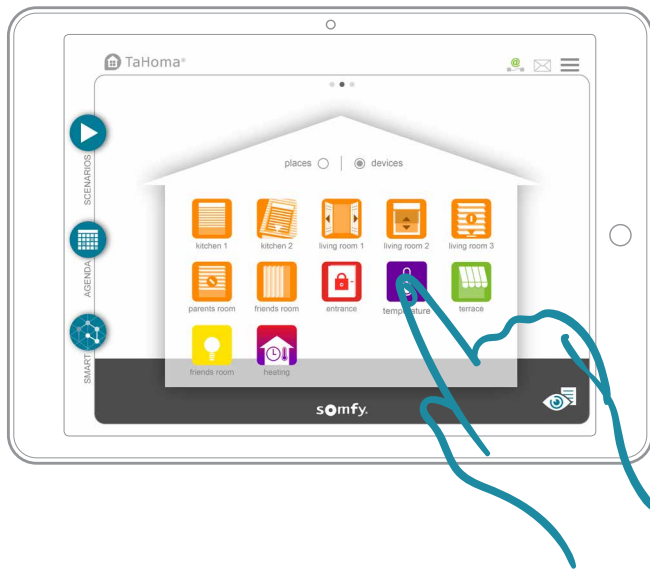 TaHoma®
@
places devices
SCENARIOS
kitchen 1 kitchen 2 living room 1 living room 2 living room 3
AGENDA
parents room friends room entrance temperature terrace
SMART
friends room heating
somfy.